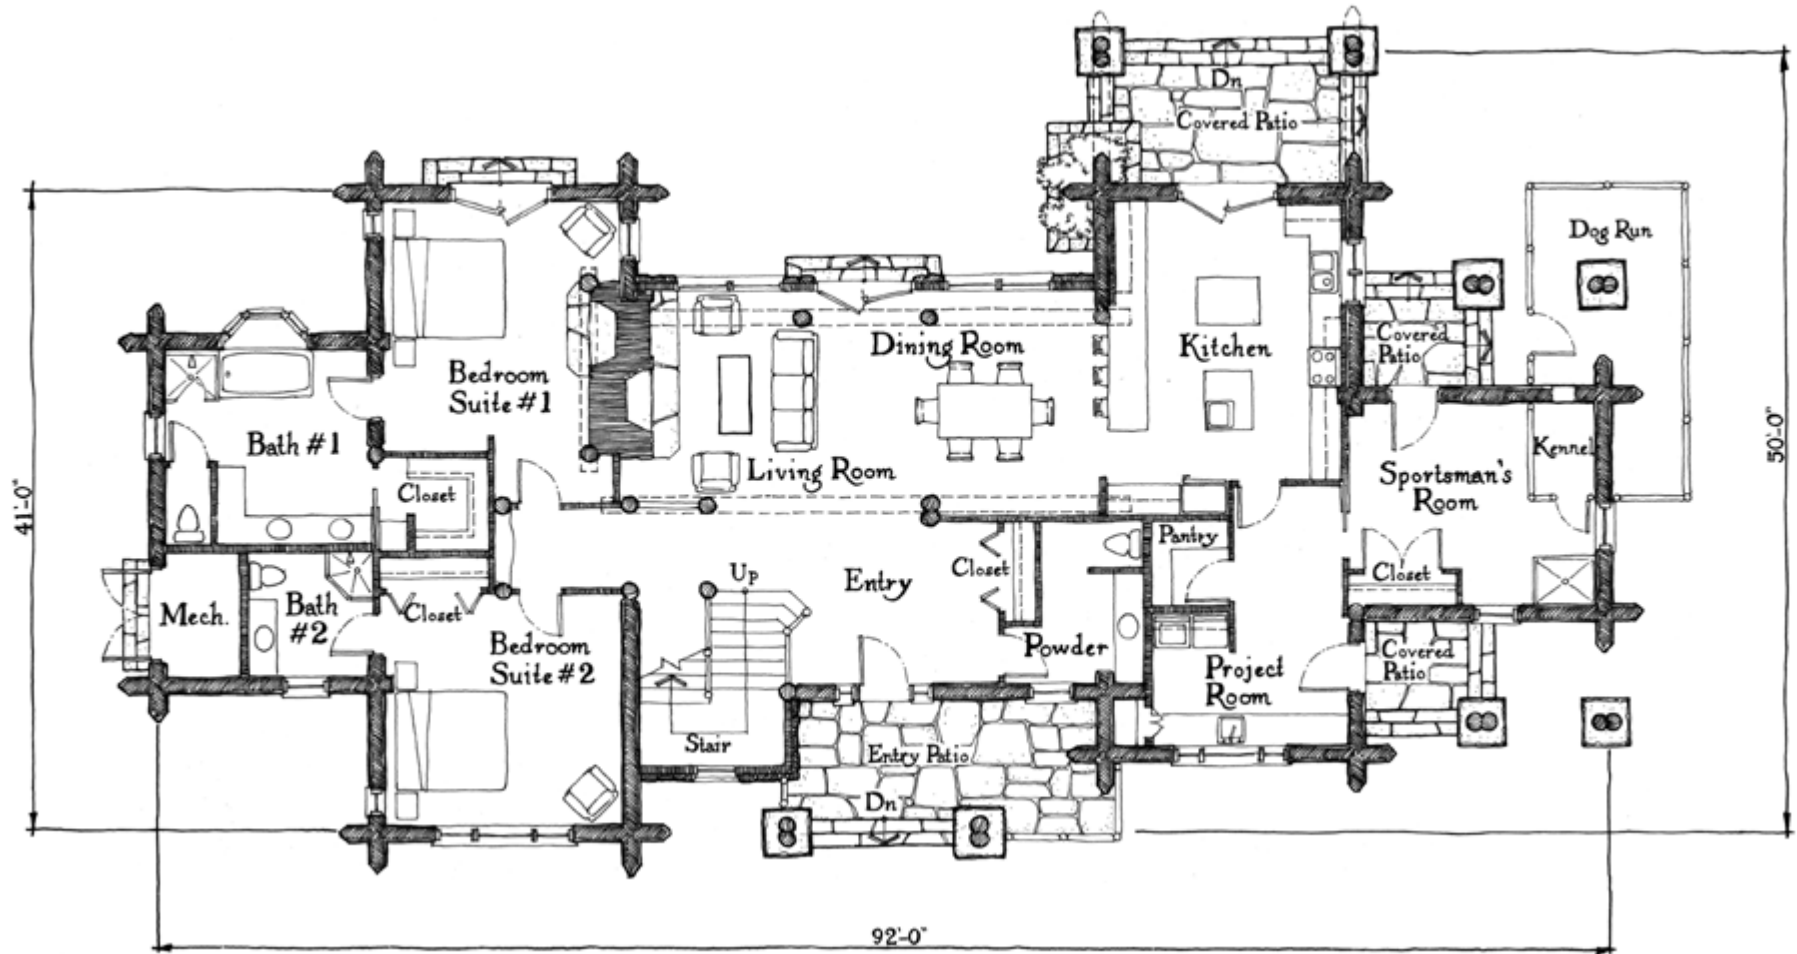 Dn
Covered Patio
Dog Run
Covered
Patio
Kitchen
Dining Room
Bedroom
Suite #1
Bath #1
Living Room
Closet
Kennel
Sportsman's
Room
41'-0"
50'-0"
Pantry
Closet
Closet
Up
Entry
Mech.
Bath
#2
Closet
Bedroom
Suite #2
Powder
Project
Room
Covered
Patio
Stair
Entry Patio
Dn
92'-0"